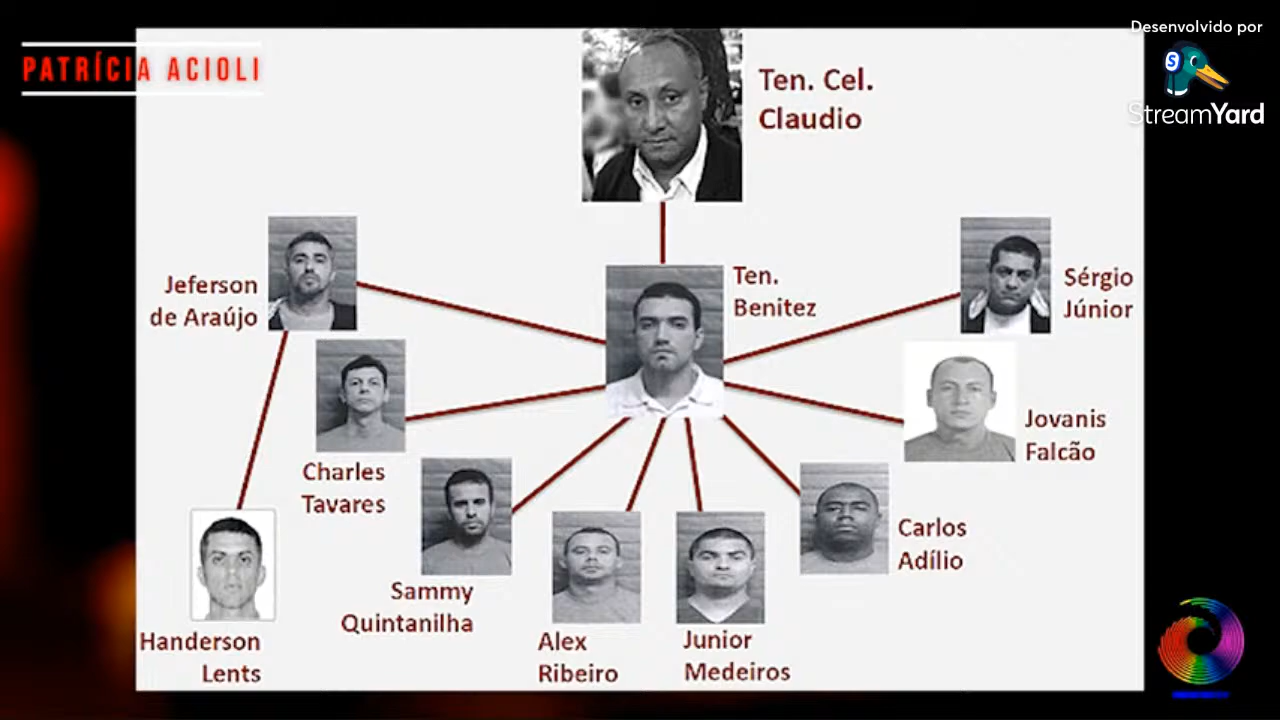 PATRÍCIA ACIOLI
Desenvolvido por
StreamYard
Ten. Cel.
Claudio
Jeferson
de Araújo
Ten.
Benitez
Sérgio
Júnior
Charles
Tavares
Jovanis
Falcão
Sammy
Quintanilha
Carlos
Adílio
Handerson
Lents
Alex
Ribeiro
Junior
Medeiros